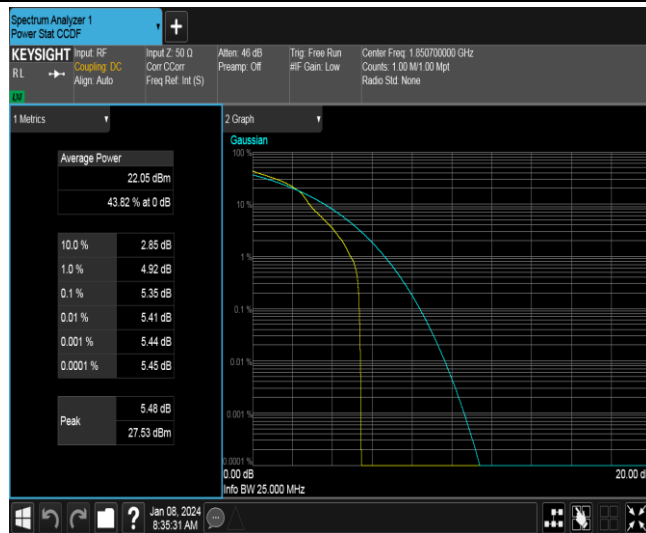 Spectrum Analyzer 1
Power Stat CCDF
+
KEYSIGHT
RL
LV
Input: RF
Coupling: DC
Align: Auto
Input Z: 50 Ω
Corr CCorr
Freq Ref: Int (S)
Atten: 46 dB
Preamp: Off
Trig: Free Run
#IF Gain: Low
Center Freq: 1.850700000 GHz
Counts: 1.00 M/1.00 Mpt
Radio Std: None
1 Metrics
Average Power
22.05 dBm
43.82 % at 0 dB
10.0 % 2.85 dB
1.0 % 4.92 dB
0.1 % 5.35 dB
0.01 % 5.41 dB
0.001 % 5.44 dB
0.0001 % 5.45 dB
Peak
5.48 dB
27.53 dBm
2 Graph
Gaussian
100 %
10 %
1 %
0.1 %
0.01 %
0.001 %
0.0001 %
0.00 dB
20.00 d
Info BW 25.000 MHz
?
Jan 08, 2024
8:35:31 AM